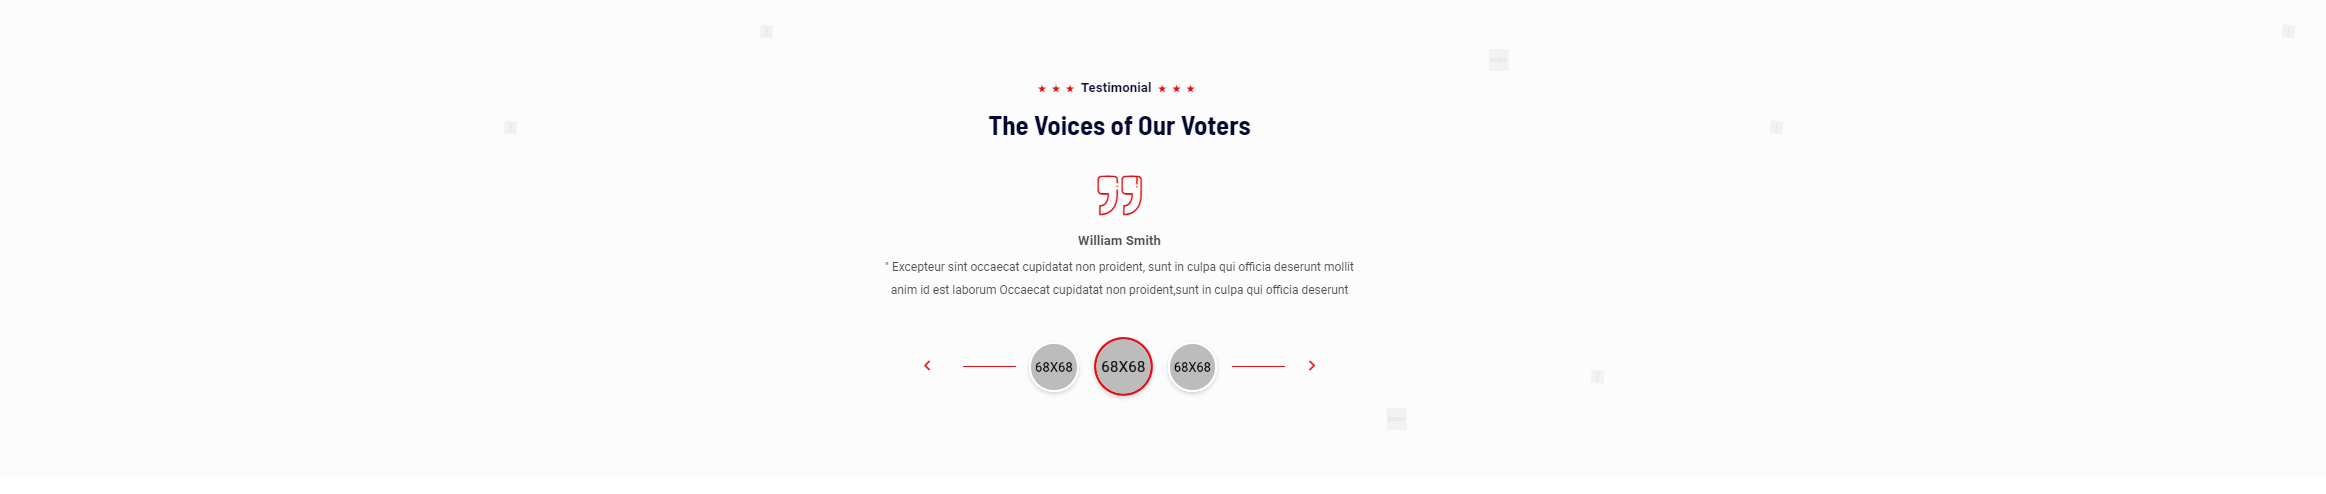 Testimonial
The Voices of Our Voters
William Smith
" Excepteur sint occaecat cupidatat non proident, sunt in culpa qui officia deserunt mollit
anim id est laborum Occaecat cupidatat non proident,sunt in culpa qui officia deserunt
68X68 68X68 68X68